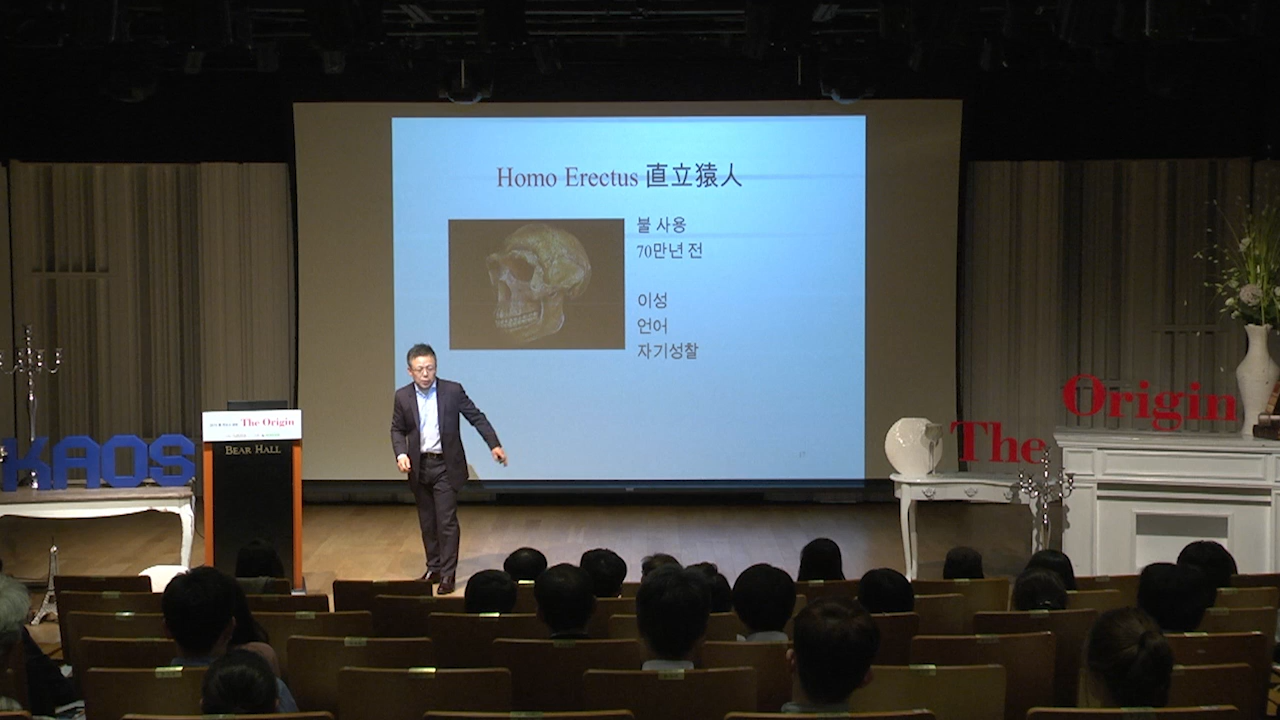 Homo Erectus 直立猿人
불 사용
70만년 전
이성
언어
자기성찰
The Origin
BEAR HALL
KAOS
The Origin